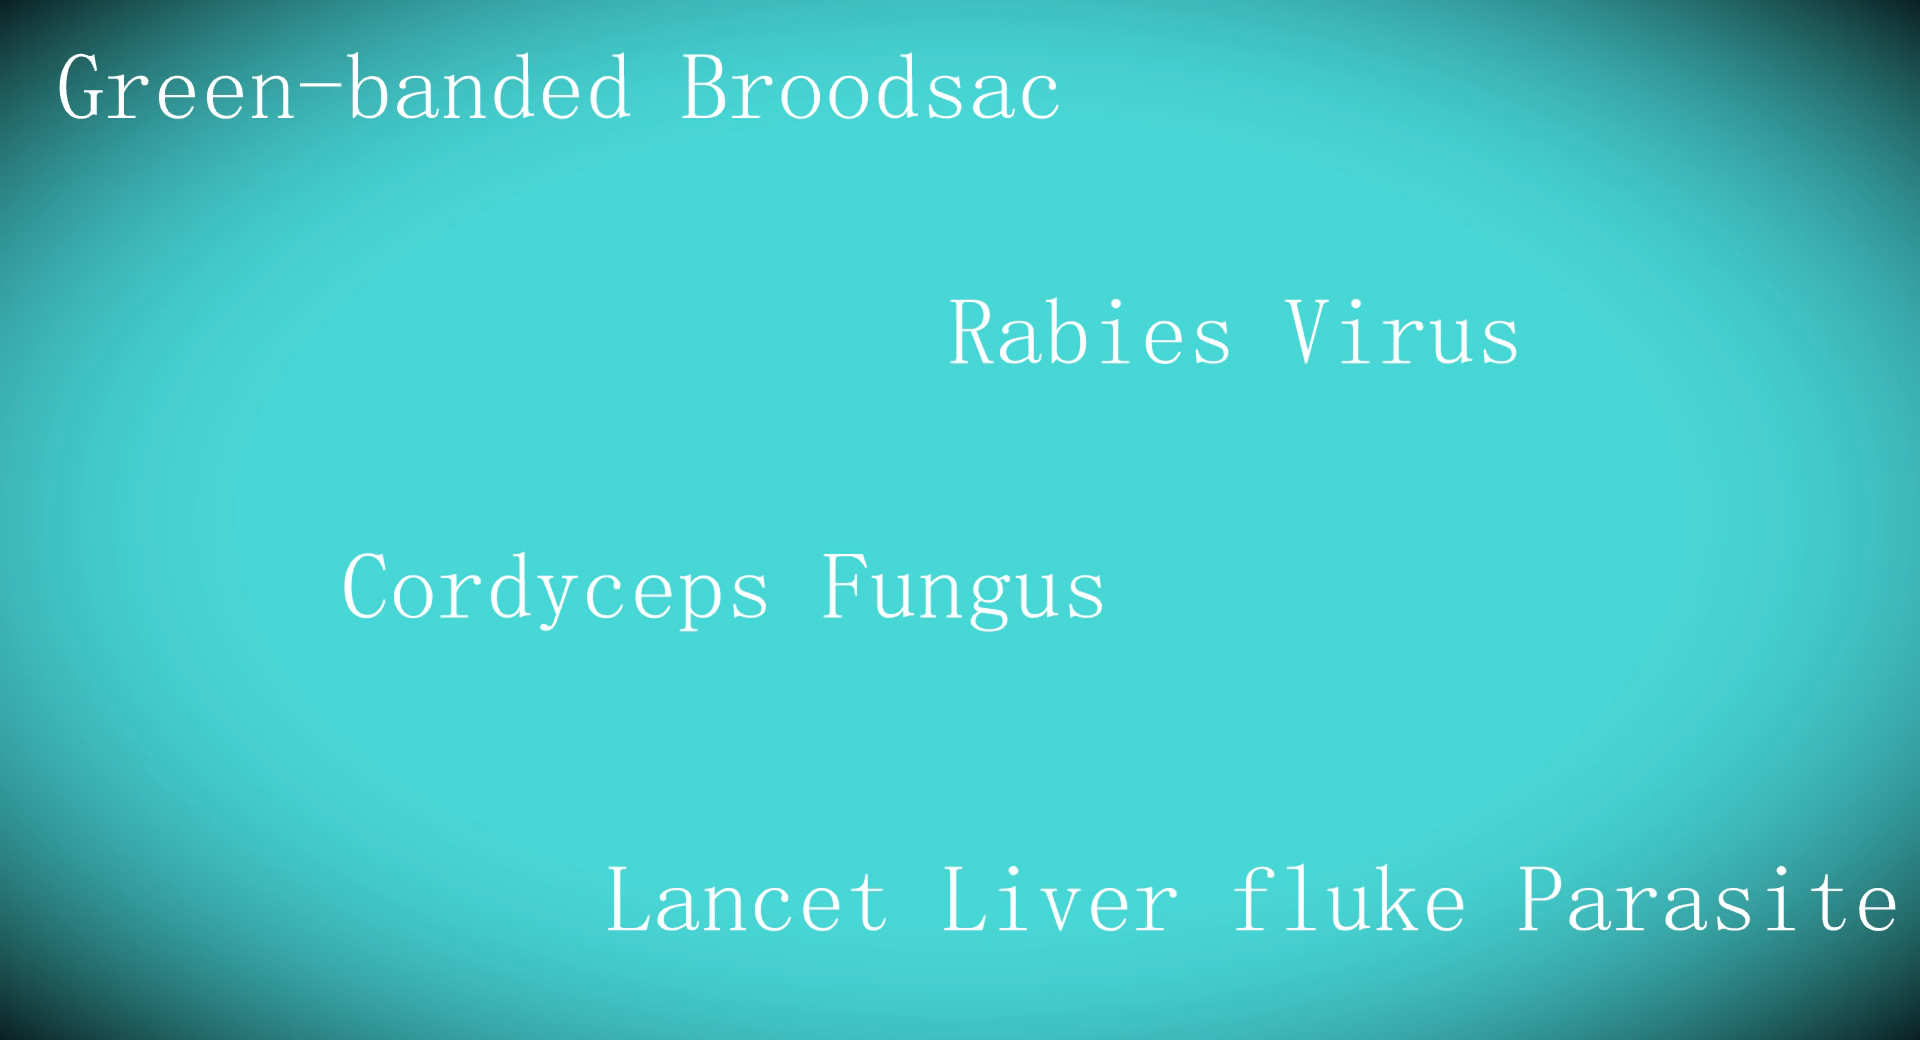 Green-banded Broodsac
Rabies Virus
Cordyceps Fungus
Lancet Liver fluke Parasite